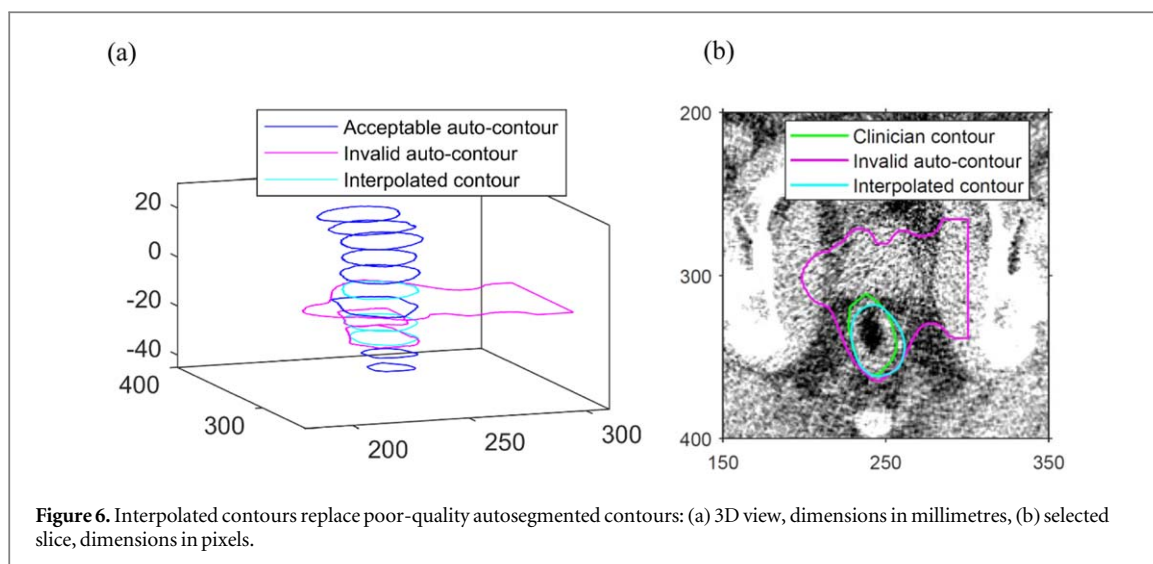 (a)
(b)
Acceptable auto-contour
Invalid auto-contour
Interpolated contour
20
0
-20
-40
400
300
200
250
300
200
Clinician contour
Invalid auto-contour
Interpolated contour
300
400
150
250
350
Figure 6. Interpolated contours replace poor-quality autosegmented contours: (a) 3D view, dimensions in millimetres, (b) selected
slice, dimensions in pixels.